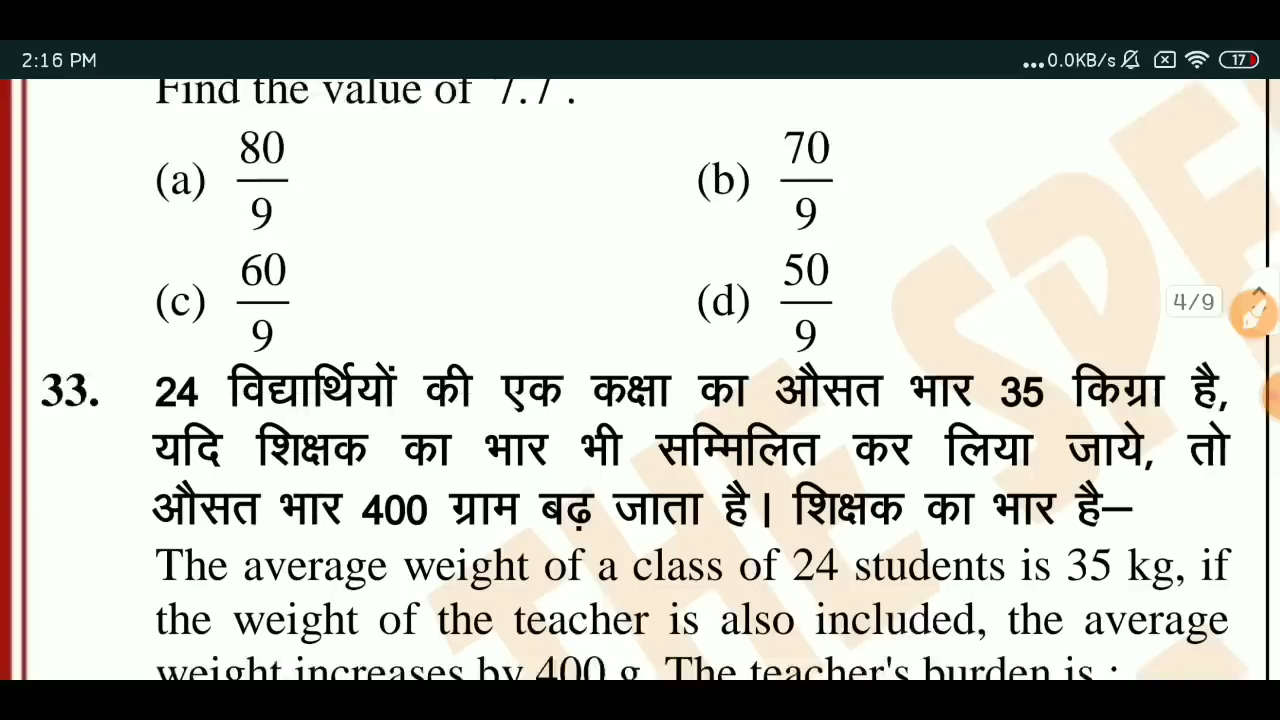 2:16 PM
...0.0KB/s 17
Find the value of 7.7 .
(a) 80/9 (b) 70/9
(c) 60/9 (d) 50/9
4/9
33. 24 विद्यार्थियों की एक कक्षा का औसत भार 35 किग्रा है,
यदि शिक्षक का भार भी सम्मिलित कर लिया जाये, तो
औसत भार 400 ग्राम बढ़ जाता है। शिक्षक का भार है–
The average weight of a class of 24 students is 35 kg, if
the weight of the teacher is also included, the average
weight increases by 400 g. The teacher's burden is :